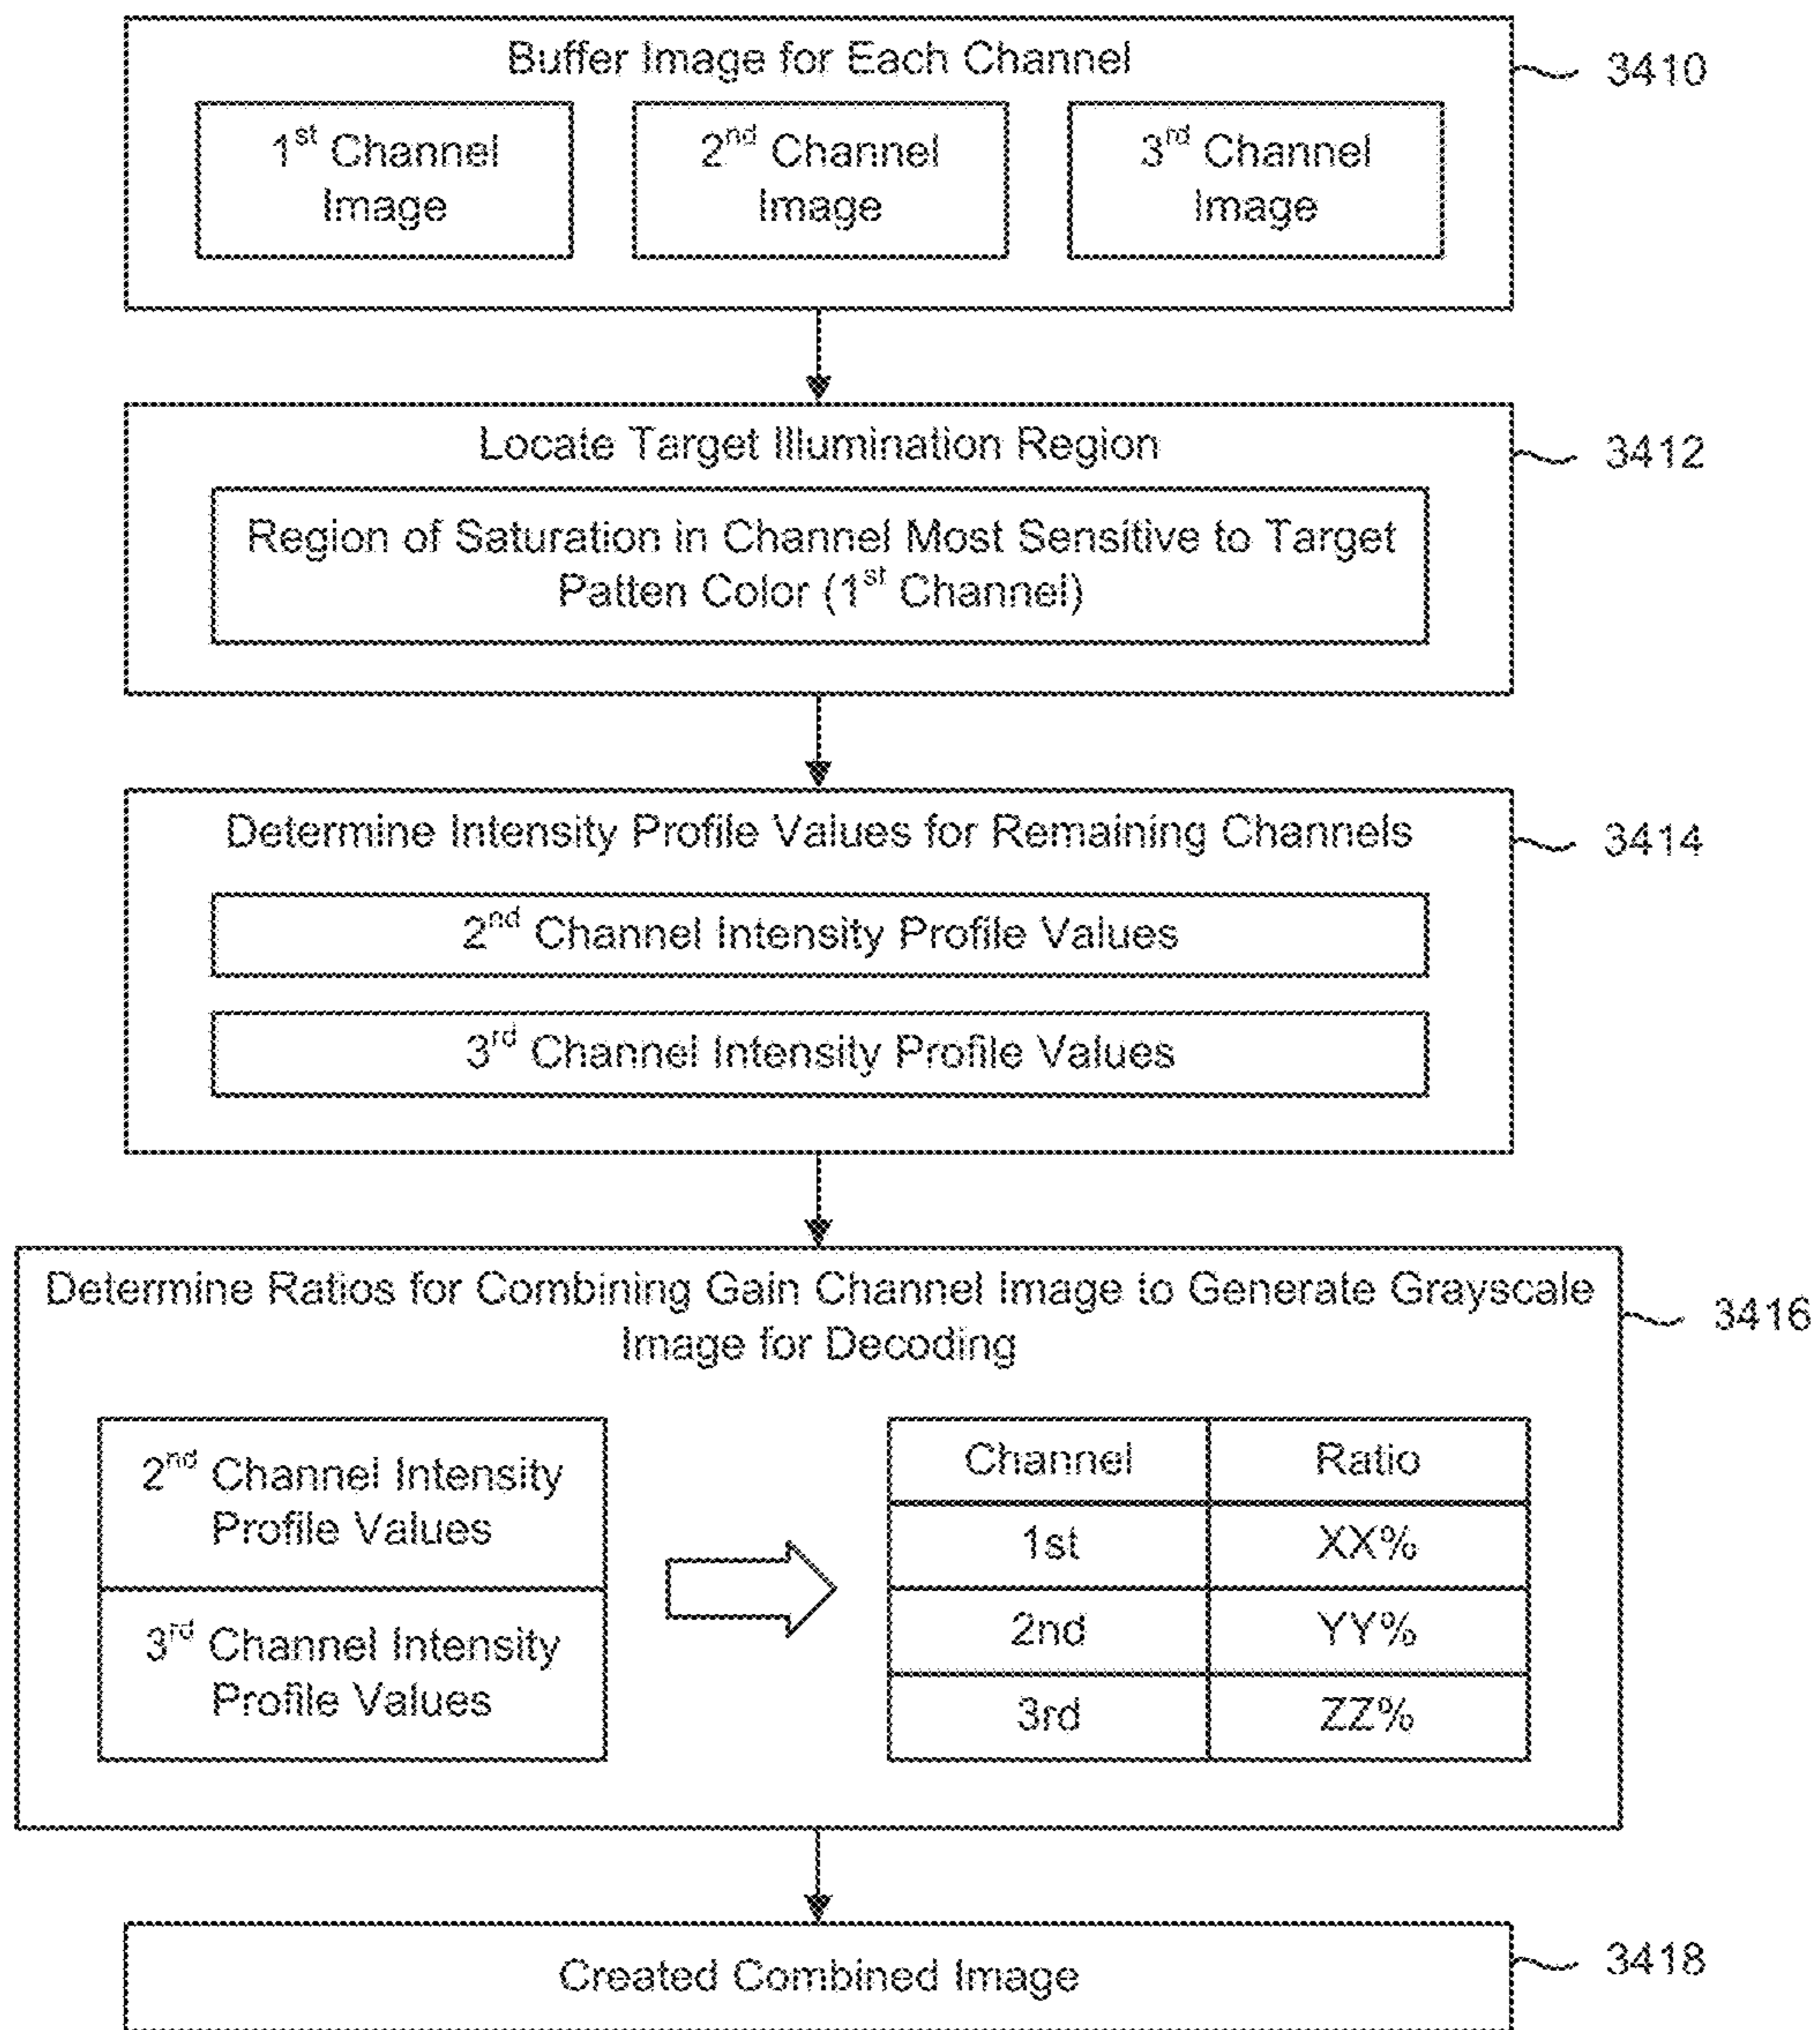 Buffer Image for Each Channel
3410
1st Channel
Image
2nd Channel
Image
3rd Channel
Image
Locate Target Illumination Region
3412
Region of Saturation in Channel Most Sensitive to Target
Patten Color (1st Channel)
Determine Intensity Profile Values for Remaining Channels
3414
2nd Channel Intensity Profile Values
3rd Channel Intensity Profile Values
Determine Ratios for Combining Gain Channel Image to Generate Grayscale
Image for Decoding
3416
2nd Channel Intensity
Profile Values
3rd Channel Intensity
Profile Values
Channel Ratio
1st XX%
2nd YY%
3rd ZZ%
Created Combined Image
3418